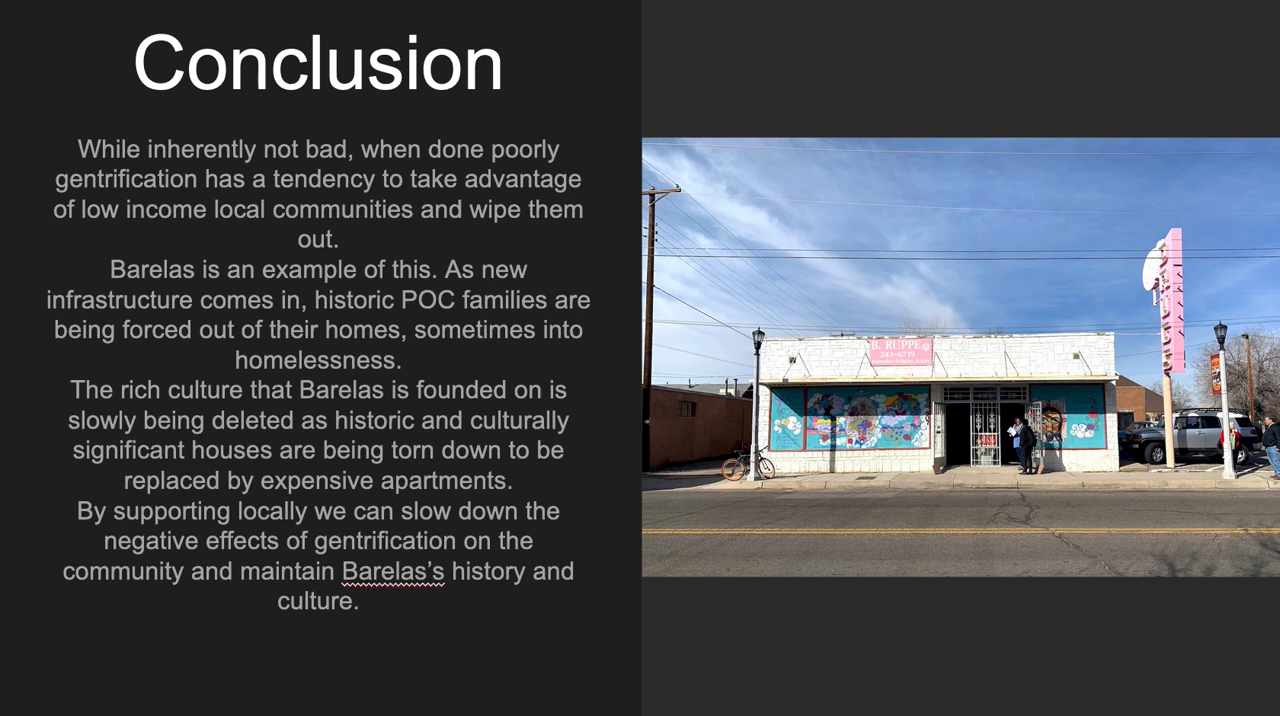 Conclusion
While inherently not bad, when done poorly
gentrification has a tendency to take advantage
of low income local communities and wipe them
out.
Barelas is an example of this. As new
infrastructure comes in, historic POC families are
being forced out of their homes, sometimes into
homelessness.
The rich culture that Barelas is founded on is
slowly being deleted as historic and culturally
significant houses are being torn down to be
replaced by expensive apartments.
By supporting locally we can slow down the
negative effects of gentrification on the
community and maintain Barelas’s history and
culture.
B. RUPPE
243-6719
DRUGS